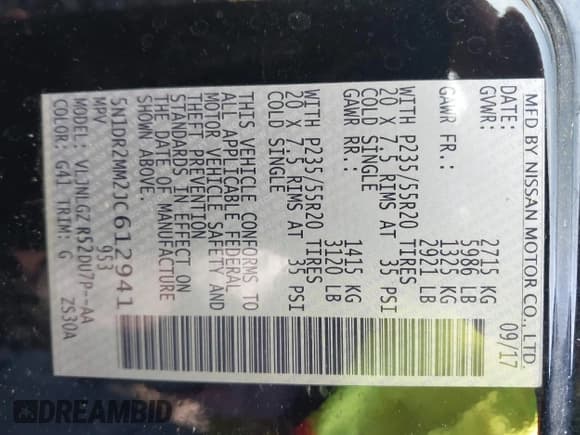 MFD BY NISSAN MOTOR CO., LTD.
DATE: 09/17
GVWR: 2715 KG
5986 LB
GAWR FR.: 1325 KG
2921 LB
WITH P235/55R20 TIRES
20 X 7.5 RIMS AT 35 PSI
COLD SINGLE
GAWR RR.: 1415 KG
3120 LB
WITH P235/55R20 TIRES
20 X 7.5 RIMS AT 35 PSI
COLD SINGLE
THIS VEHICLE CONFORMS TO
ALL APPLICABLE FEDERAL
MOTOR VEHICLE SAFETY AND
THEFT PREVENTION
STANDARDS IN EFFECT ON
THE DATE OF MANUFACTURE
SHOWN ABOVE.
5N1DR2MM2JC612941
MPV 953
MODEL: VLJNLGZ R52DU7P--AA
COLOR: G41 TRIM: G ZS30A
DREAMBID